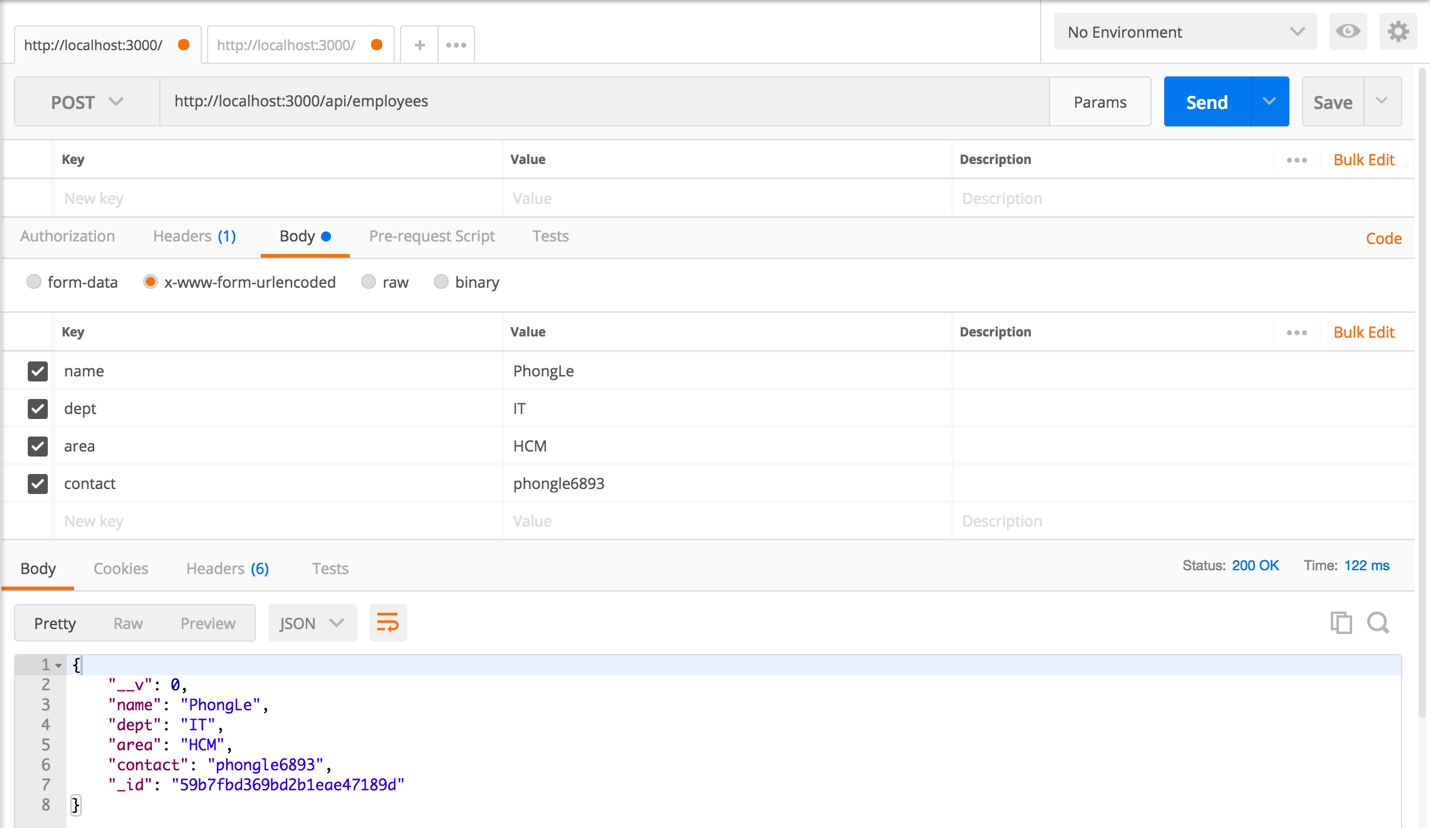 http://localhost:3000/ http://localhost:3000/ + ••• No Environment
POST http://localhost:3000/api/employees Params Send Save
Key Value Description ••• Bulk Edit
New key Value Description
Authorization Headers (1) Body Pre-request Script Tests Code
form-data x-www-form-urlencoded raw binary
Key Value Description ••• Bulk Edit
name PhongLe
dept IT
area HCM
contact phongle6893
New key Value Description
Body Cookies Headers (6) Tests Status: 200 OK Time: 122 ms
Pretty Raw Preview JSON
1 {
2 "__v": 0,
3 "name": "PhongLe",
4 "dept": "IT",
5 "area": "HCM",
6 "contact": "phongle6893",
7 "_id": "59b7fbd369bd2b1eae47189d"
8 }